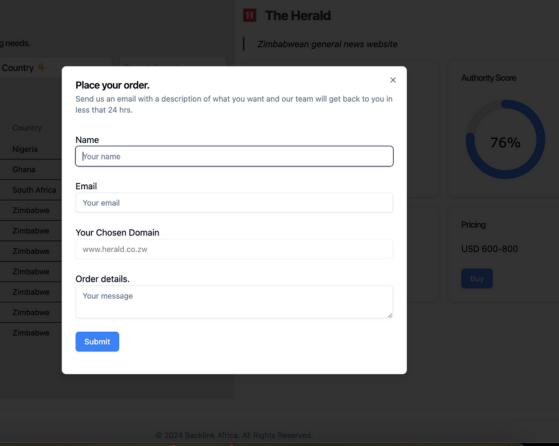 H The Herald
g needs.
Zimbabwean general news website
Country
Authority Score
76%
Place your order.
×
Send us an email with a description of what you want and our team will get back to you in
less that 24 hrs.
Name
Your name
Email
Your email
Your Chosen Domain
www.herald.co.zw
Order details.
Your message
Submit
Country
Nigeria
Ghana
South Africa
Zimbabwe
Zimbabwe
Zimbabwe
Zimbabwe
Zimbabwe
Zimbabwe
Zimbabwe
Pricing
USD 600-800
Buy
© 2024 Backlink Africa. All Rights Reserved.